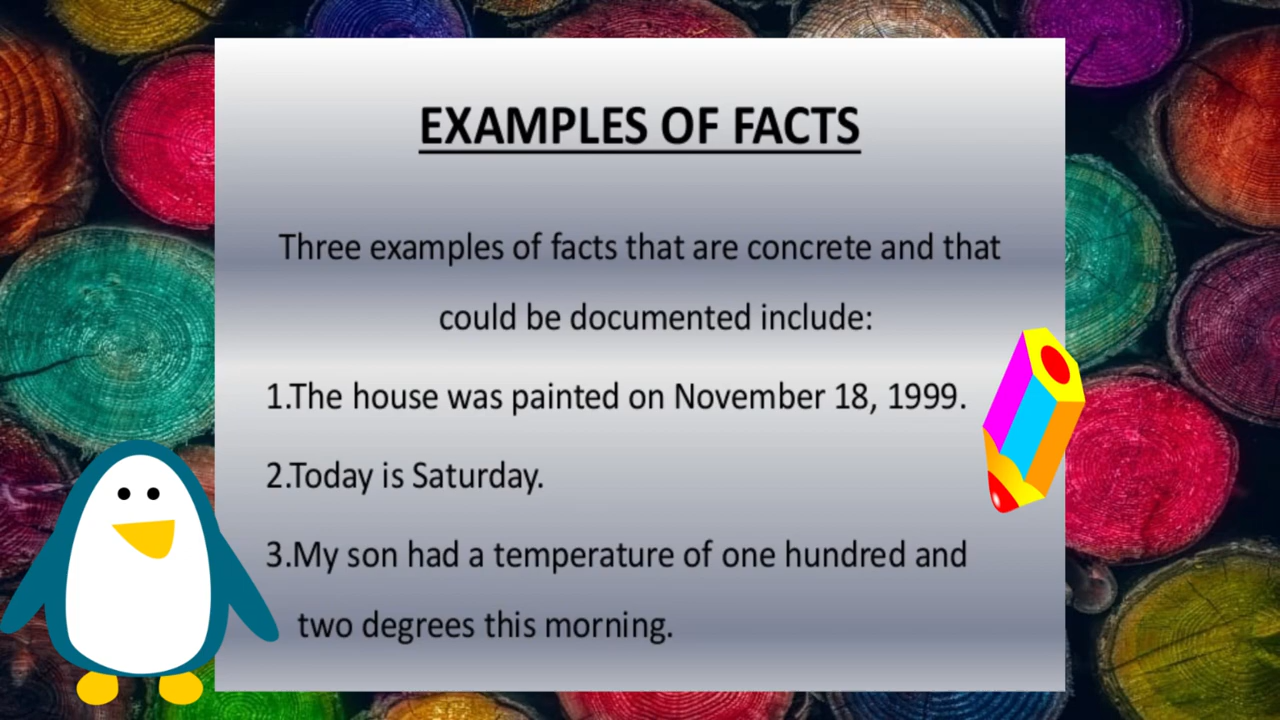 EXAMPLES OF FACTS
Three examples of facts that are concrete and that
could be documented include:
1.The house was painted on November 18, 1999.
2.Today is Saturday.
3.My son had a temperature of one hundred and
two degrees this morning.